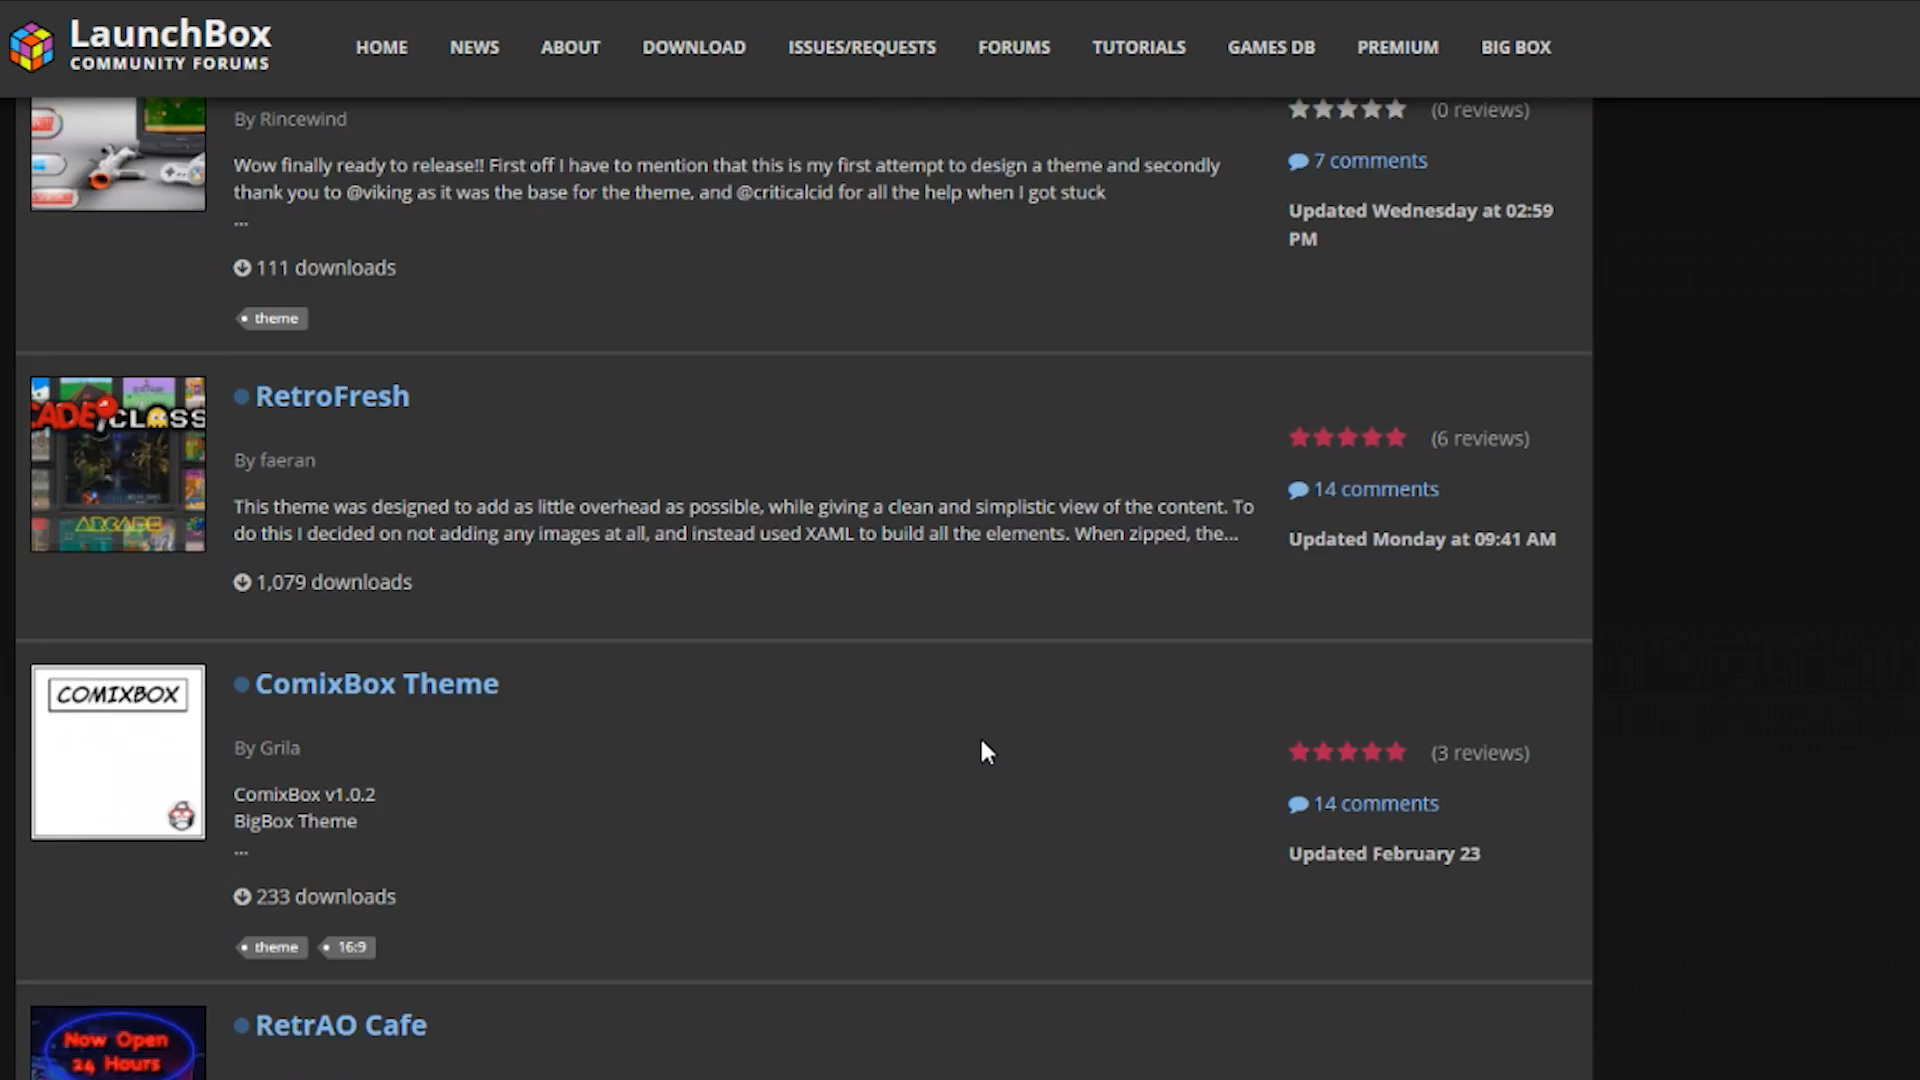 LaunchBox
COMMUNITY FORUMS
HOME NEWS ABOUT DOWNLOAD ISSUES/REQUESTS FORUMS TUTORIALS GAMES DB PREMIUM BIG BOX
By Rincewind
(0 reviews)
Wow finally ready to release!! First off I have to mention that this is my first attempt to design a theme and secondly
thank you to @viking as it was the base for the theme, and @criticalcid for all the help when I got stuck
...
7 comments
Updated Wednesday at 02:59
PM
111 downloads
theme
CADE CLASS
ARCADE
RetroFresh
By faeran
(6 reviews)
This theme was designed to add as little overhead as possible, while giving a clean and simplistic view of the content. To
do this I decided on not adding any images at all, and instead used XAML to build all the elements. When zipped, the...
14 comments
Updated Monday at 09:41 AM
1,079 downloads
COMIXBOX
ComixBox Theme
By Grila
(3 reviews)
ComixBox v1.0.2
BigBox Theme
...
14 comments
Updated February 23
233 downloads
theme 16:9
Now Open
24 Hours
RetrAO Cafe